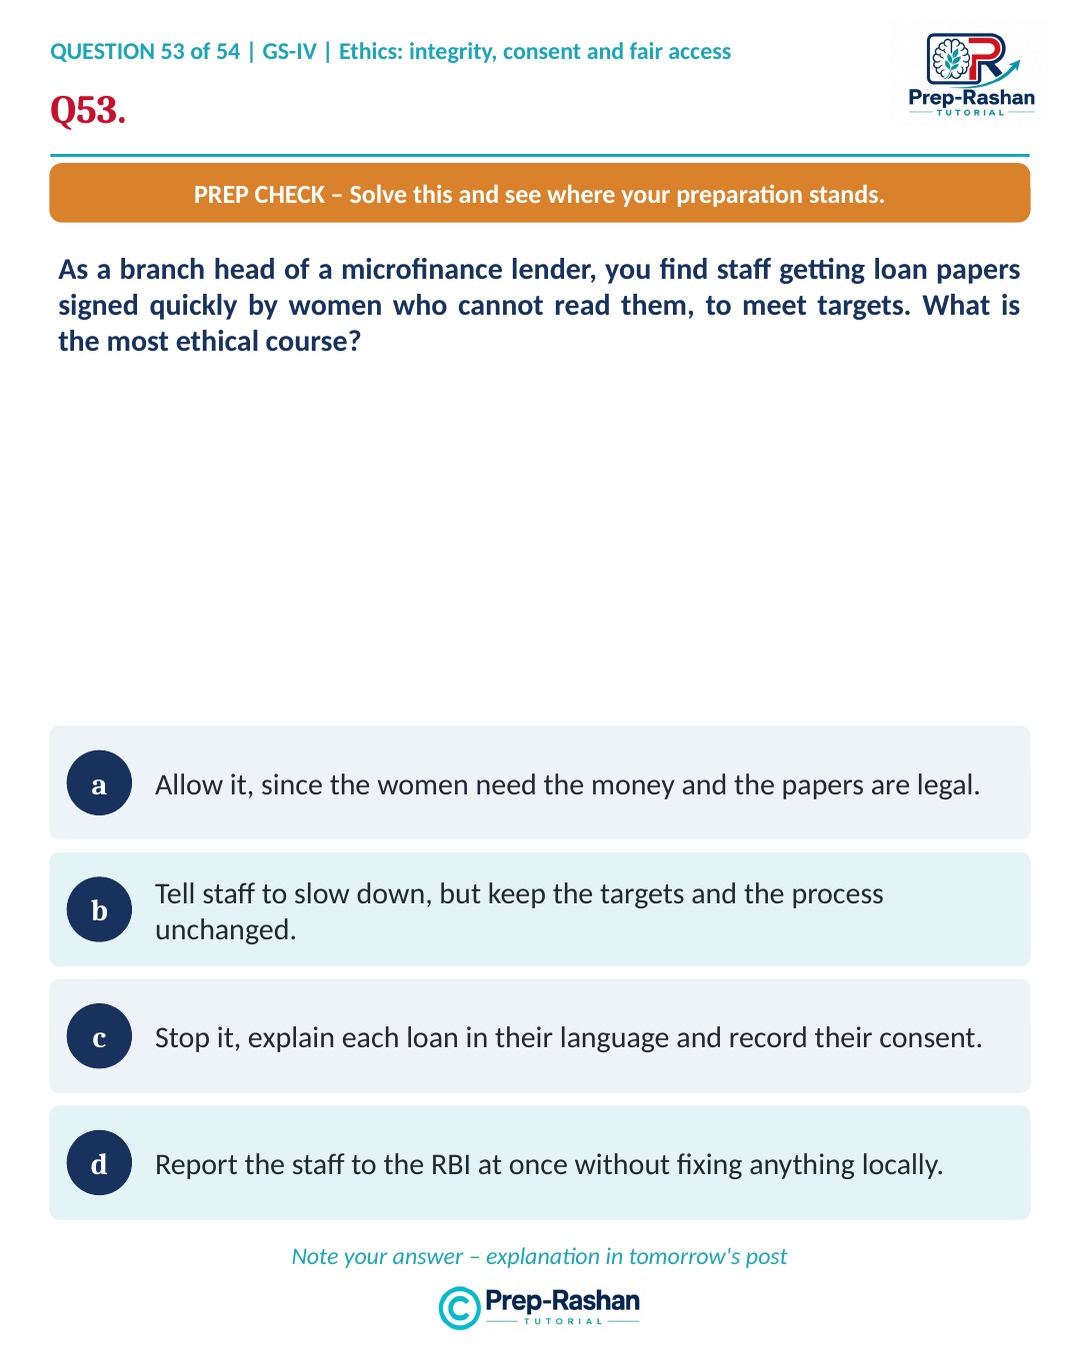 QUESTION 53 of 54 | GS-IV | Ethics: integrity, consent and fair access
Q53.
R
Prep-Rashan
TUTORIAL
PREP CHECK – Solve this and see where your preparation stands.
As a branch head of a microfinance lender, you find staff getting loan papers
signed quickly by women who cannot read them, to meet targets. What is
the most ethical course?
a
Allow it, since the women need the money and the papers are legal.
b
Tell staff to slow down, but keep the targets and the process
unchanged.
c
Stop it, explain each loan in their language and record their consent.
d
Report the staff to the RBI at once without fixing anything locally.
Note your answer – explanation in tomorrow's post
© Prep-Rashan
TUTORIAL